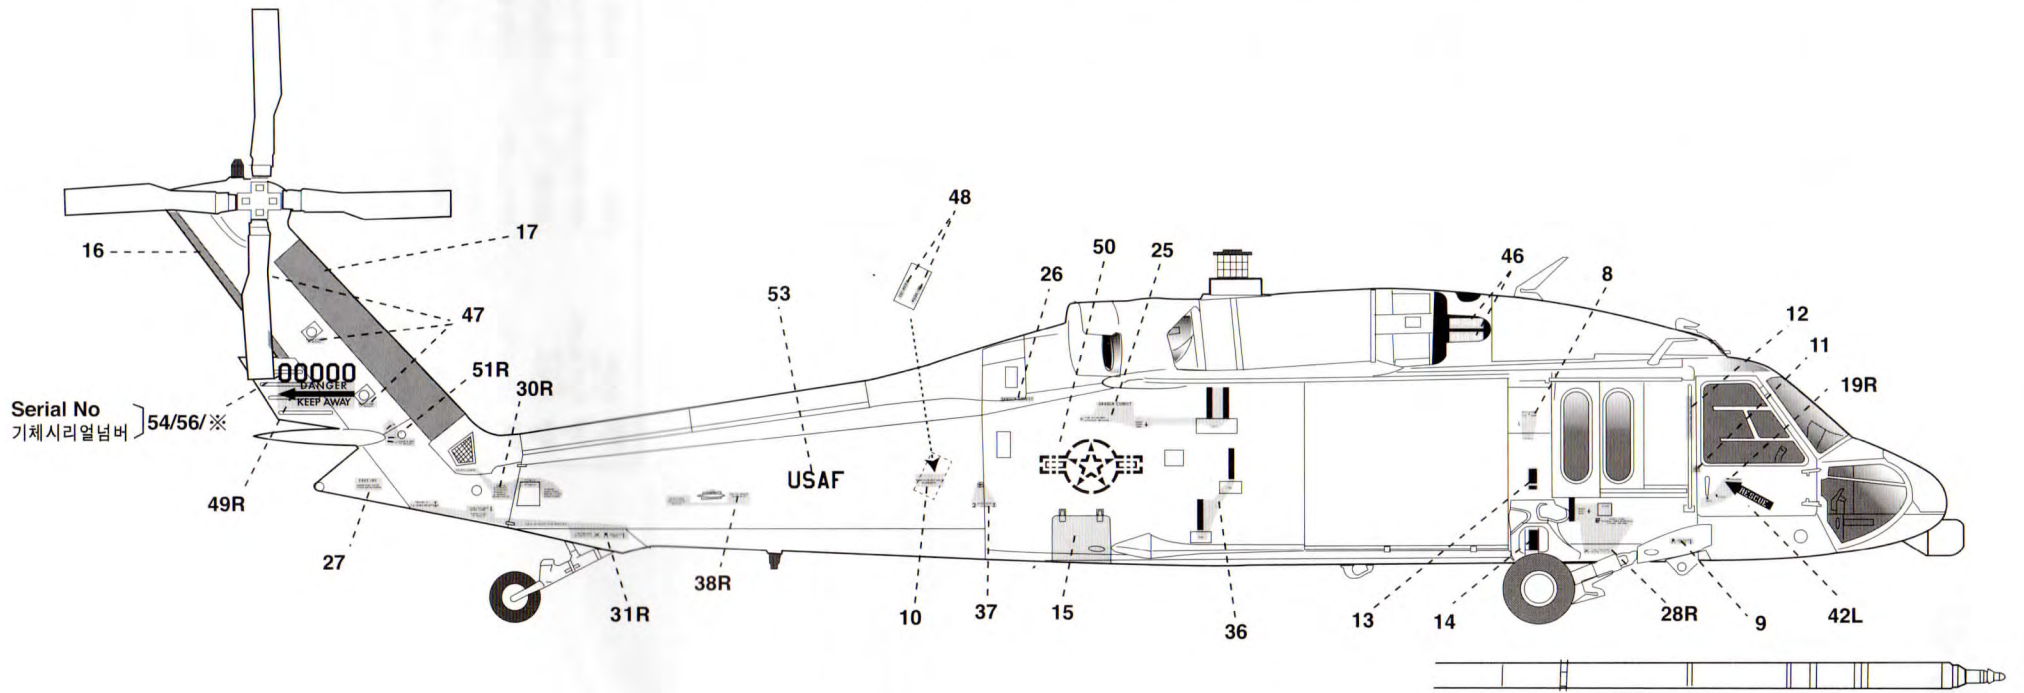 48
17
16
50
25
46
26
8
53
47
12
11
51R
00000
30R
19R
DANGER
KEEP AWAY
Serial No
기체시리얼넘버
54/56/※
USAF
RESCUE
49R
27
38R
31R
10
37
15
36
13
14
28R
9
42L